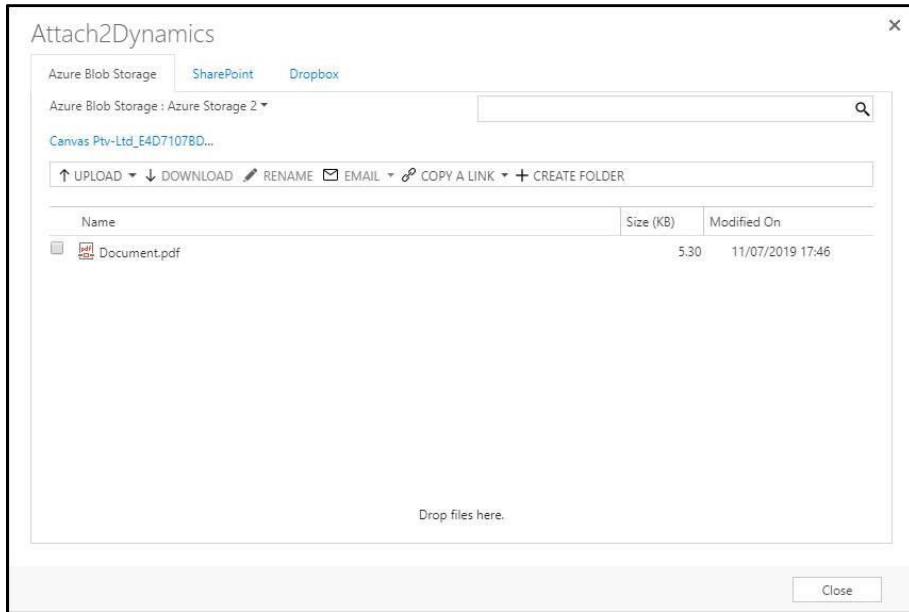 Attach2Dynamics
Azure Blob Storage SharePoint Dropbox
Azure Blob Storage : Azure Storage 2
Canvas Ptv-Ltd_E4D7107BD...
UPLOAD DOWNLOAD RENAME EMAIL COPY A LINK CREATE FOLDER
Name Size (KB) Modified On
Document.pdf 5.30 11/07/2019 17:46
Drop files here.
Close